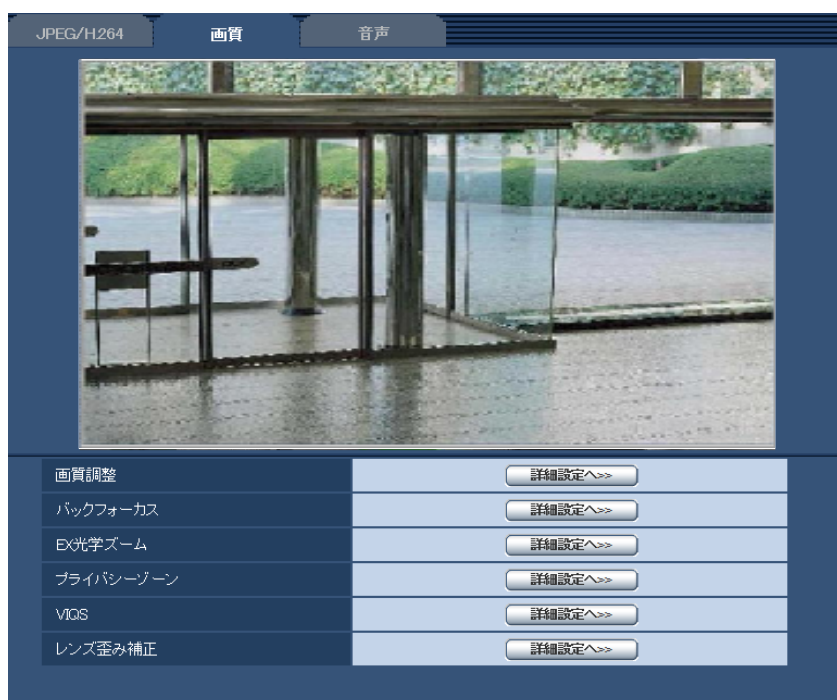 JPEG/H.264
画質
音声
画質調整
詳細設定へ>>
バックフォーカス
詳細設定へ>>
EX光学ズーム
詳細設定へ>>
プライバシーゾーン
詳細設定へ>>
VIQS
詳細設定へ>>
レンズ歪み補正
詳細設定へ>>